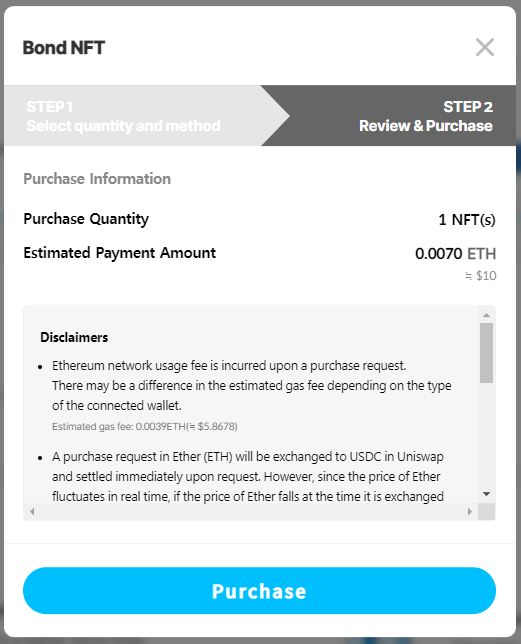 Bond NFT
STEP 1
Select quantity and method
STEP 2
Review & Purchase
Purchase Information
Purchase Quantity
1 NFT(s)
Estimated Payment Amount
0.0070 ETH
≒ $10
Disclaimers
• Ethereum network usage fee is incurred upon a purchase request.
There may be a difference in the estimated gas fee depending on the type
of the connected wallet.
Estimated gas fee: 0.0039ETH(≒ $5.8678)
• A purchase request in Ether (ETH) will be exchanged to USDC in Uniswap
and settled immediately upon request. However, since the price of Ether
fluctuates in real time, if the price of Ether falls at the time it is exchanged
Purchase